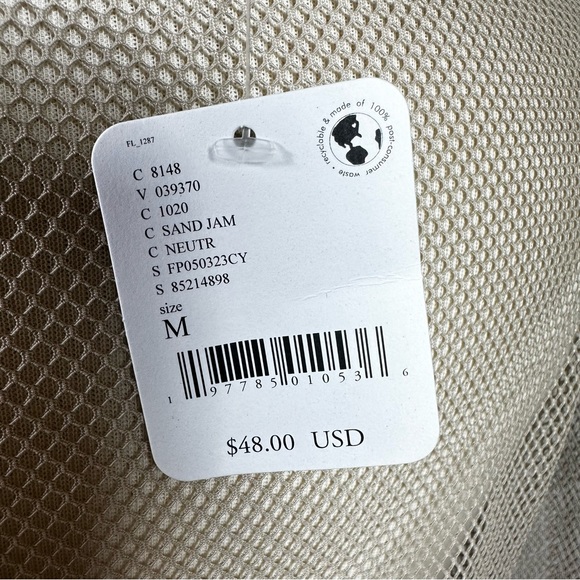 FL_1287
recyclable & made of 100% post-consumer waste •
C 8148
V 039370
C 1020
C SAND JAM
C NEUTR
S FP050323CY
S 85214898
size
M
1 97785 01053 6
$48.00 USD